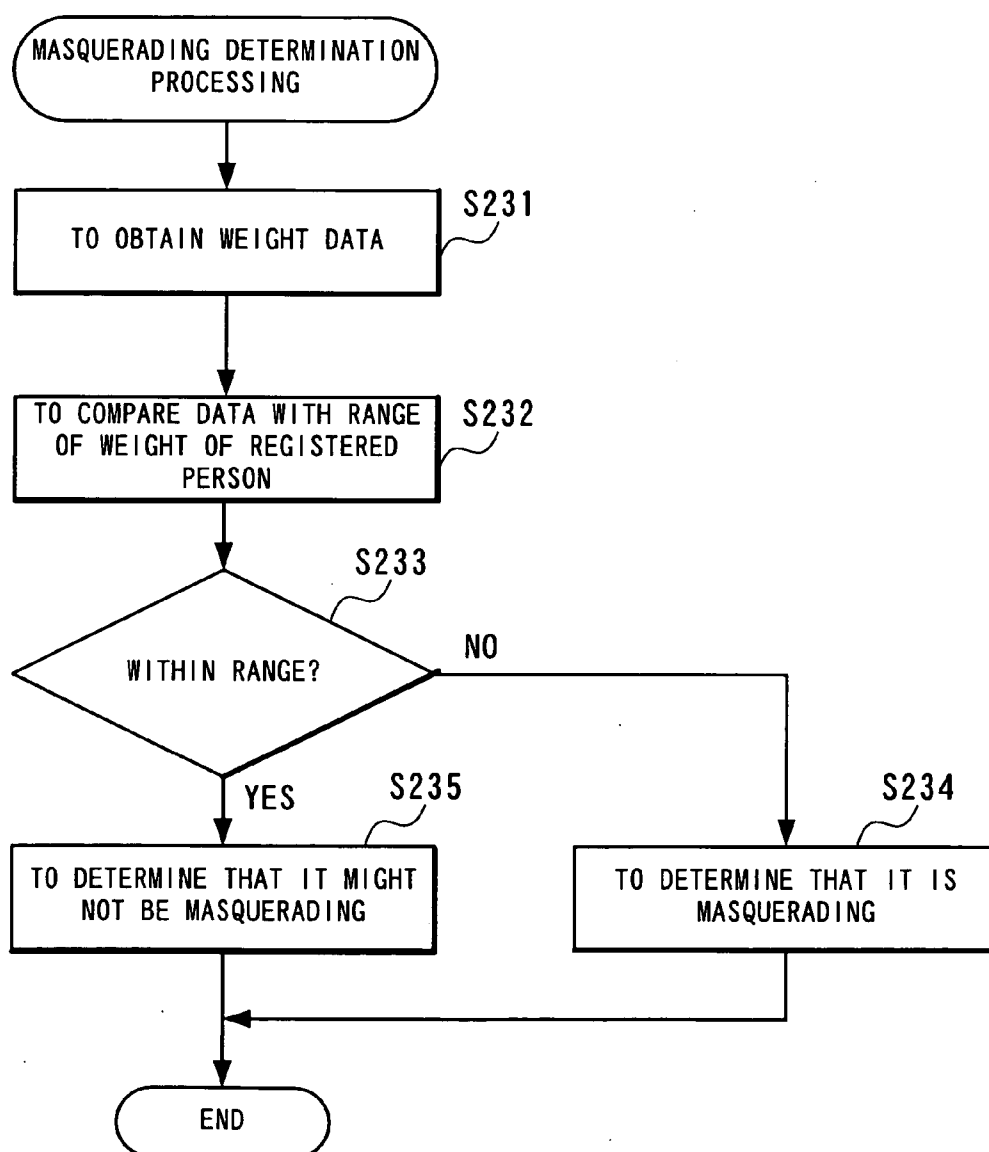 MASQUERADING DETERMINATION
PROCESSING
S231
TO OBTAIN WEIGHT DATA
S232
TO COMPARE DATA WITH RANGE
OF WEIGHT OF REGISTERED
PERSON
S233
WITHIN RANGE?
NO
YES
S235
S234
TO DETERMINE THAT IT MIGHT
NOT BE MASQUERADING
TO DETERMINE THAT IT IS
MASQUERADING
END